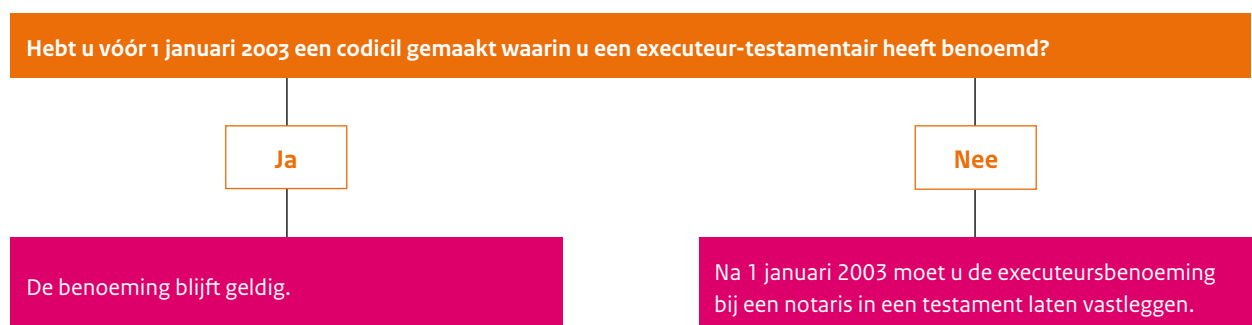 Hebt u vóór 1 januari 2003 een codicil gemaakt waarin u een executeur-testamentair heeft benoemd?
Ja
Nee
De benoeming blijft geldig.
Na 1 januari 2003 moet u de executeursbenoeming
bij een notaris in een testament laten vastleggen.